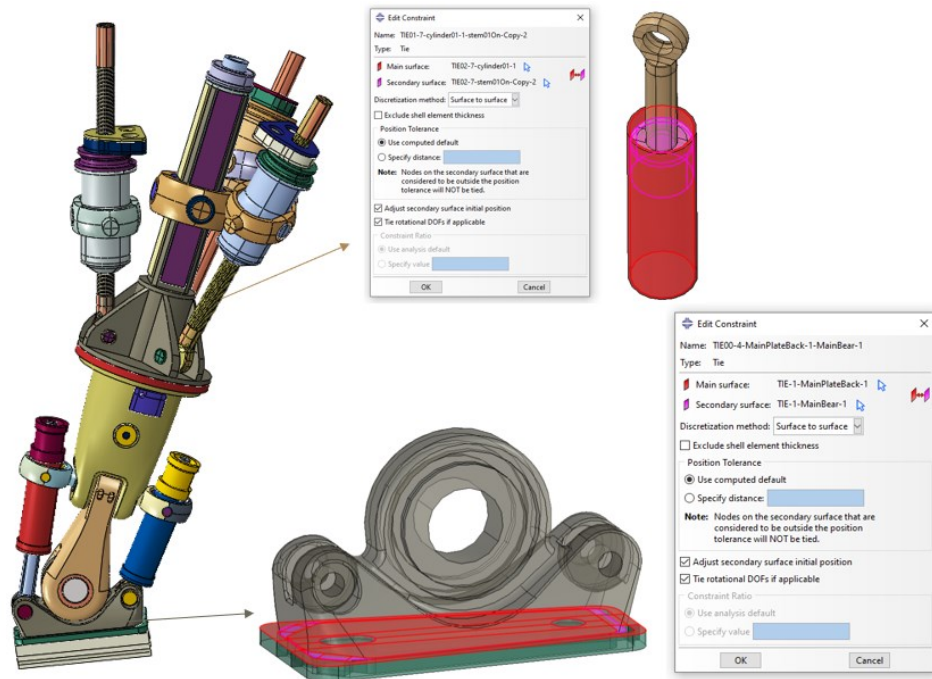 Edit Constraint
Name: TIE01-7-cylinder01-1-stem01On-Copy-2
Type: Tie
Main surface: TIE02-7-cylinder01-1
Secondary surface: TIE02-7-stem01On-Copy-2
Discretization method: Surface to surface
Exclude shell element thickness
Position Tolerance
Use computed default
Specify distance:
Note: Nodes on the secondary surface that are
considered to be outside the position
tolerance will NOT be tied.
Adjust secondary surface initial position
Tie rotational DOFs if applicable
Constraint Ratio
Use analysis default
Specify value
OK Cancel
Edit Constraint
Name: TIE00-4-MainPlateBack-1-MainBear-1
Type: Tie
Main surface: TIE-1-MainPlateBack-1
Secondary surface: TIE-1-MainBear-1
Discretization method: Surface to surface
Exclude shell element thickness
Position Tolerance
Use computed default
Specify distance:
Note: Nodes on the secondary surface that are
considered to be outside the position
tolerance will NOT be tied.
Adjust secondary surface initial position
Tie rotational DOFs if applicable
Constraint Ratio
Use analysis default
Specify value
OK Cancel